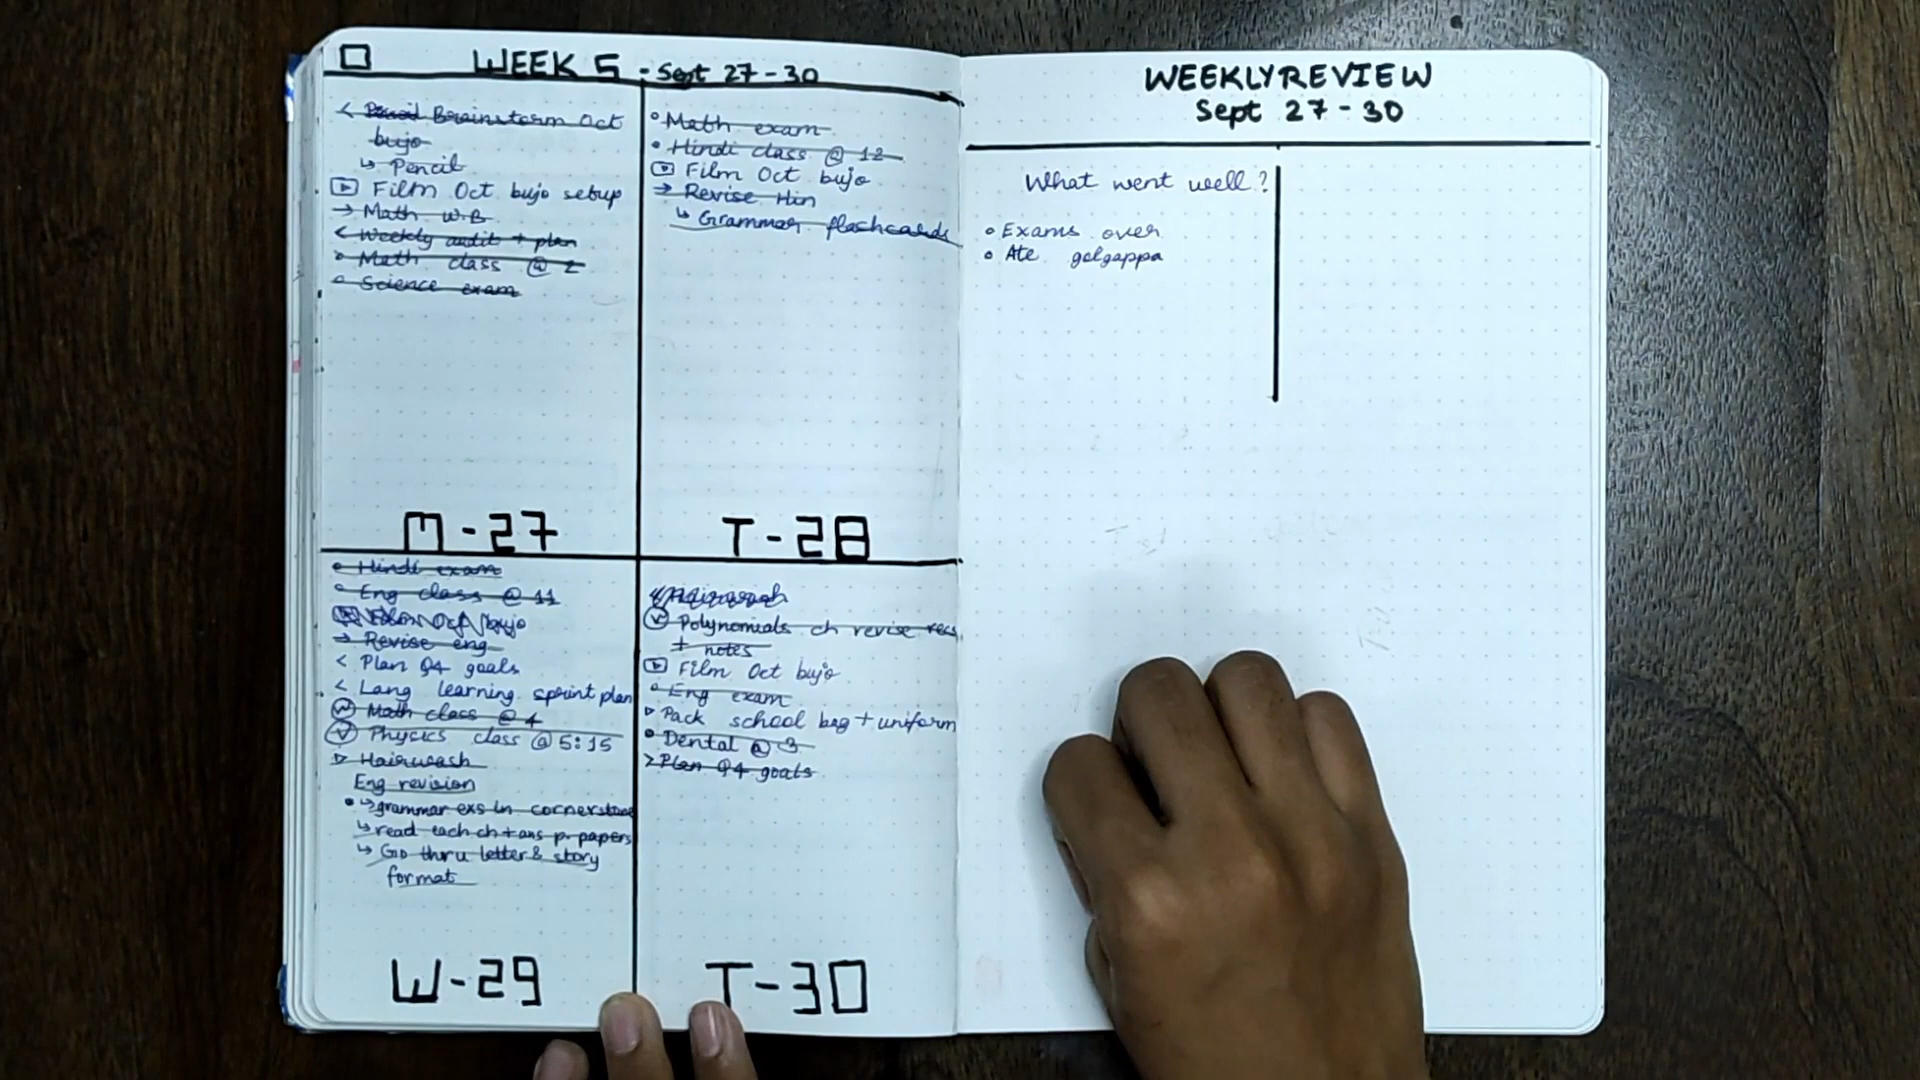 WEEK 5 - Sept 27-30
< Brainstorm Oct
bujo
↳ Pencil
Film Oct bujo setup
→ Math W.B
< Weekly audit + plan
• Math class @ 2
• Science exam
M-27
• Math exam
• Hindi class @ 12
Film Oct bujo
→ Revise Hin
↳ Grammar flashcards
T-28
• Hindi exam
• Eng class @ 11
Film Oct bujo
→ Revise eng
< Plan Q4 goals
< Lang learning sprint plan
Math class @ 4
Physics class @ 5:15
▷ Hairwash
Eng revision
• ↳ grammar exs in cornerstone
↳ read each ch + ans p. papers
↳ Go thru letter & story
format
W-29
Hairwash
Polynomials ch revise
+ notes
Film Oct bujo
• Eng exam
▷ Pack school bag + uniform
• Dental @ 3
> Plan Q4 goals
T-30
WEEKLY REVIEW
Sept 27-30
What went well?
• Exams over
• Ate golgappa